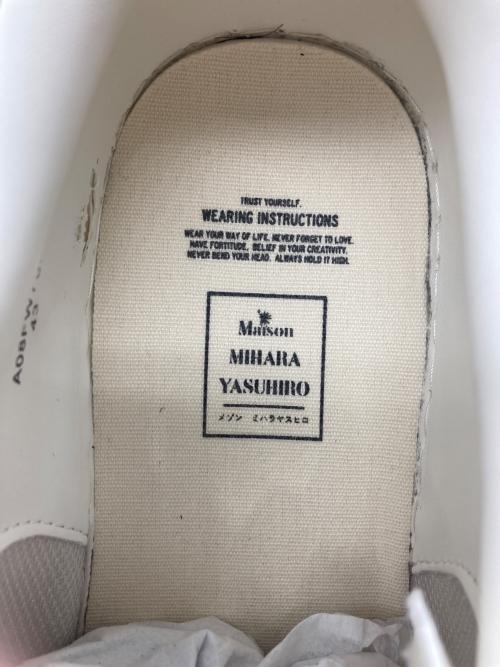 TRUST YOURSELF.
WEARING INSTRUCTIONS
WEAR YOUR WAY OF LIFE. NEVER FORGET TO LOVE.
HAVE FORTITUDE. BELIEF IN YOUR CREATIVITY.
NEVER BEND YOUR HEAD. ALWAYS HOLD IT HIGH.
Maison
MIHARA
YASUHIRO
メゾン ミハラヤスヒロ
A08FW
43